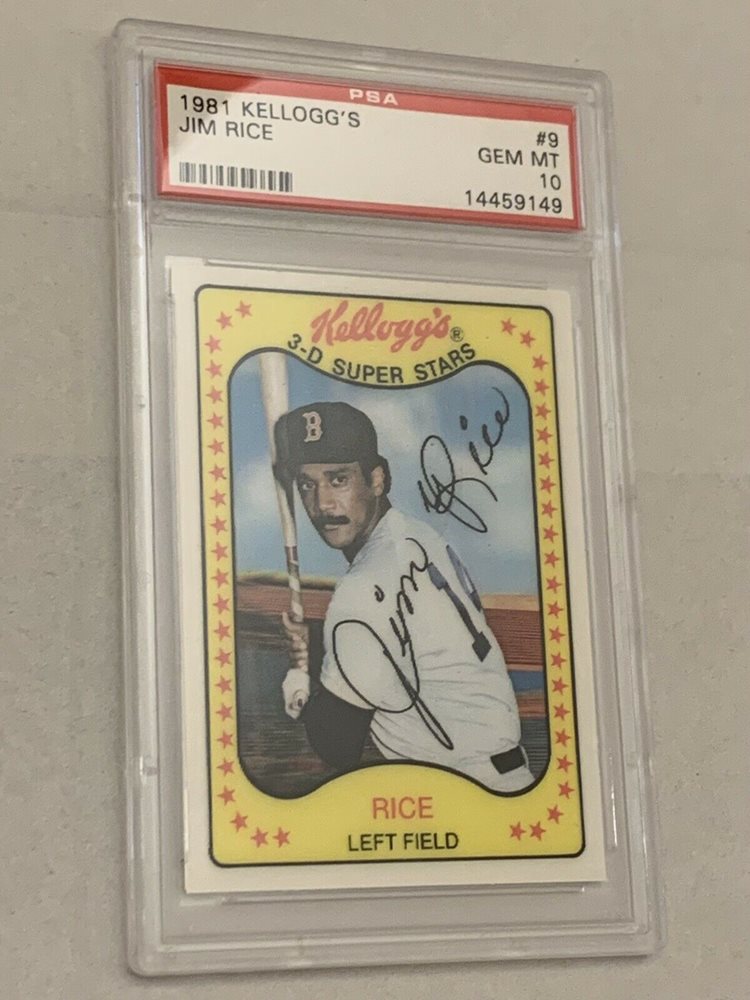 PSA
1981 KELLOGG'S #9
JIM RICE GEM MT
10
14459149
Kellogg's®
3-D SUPER STARS
B
Jim Rice
RICE
LEFT FIELD